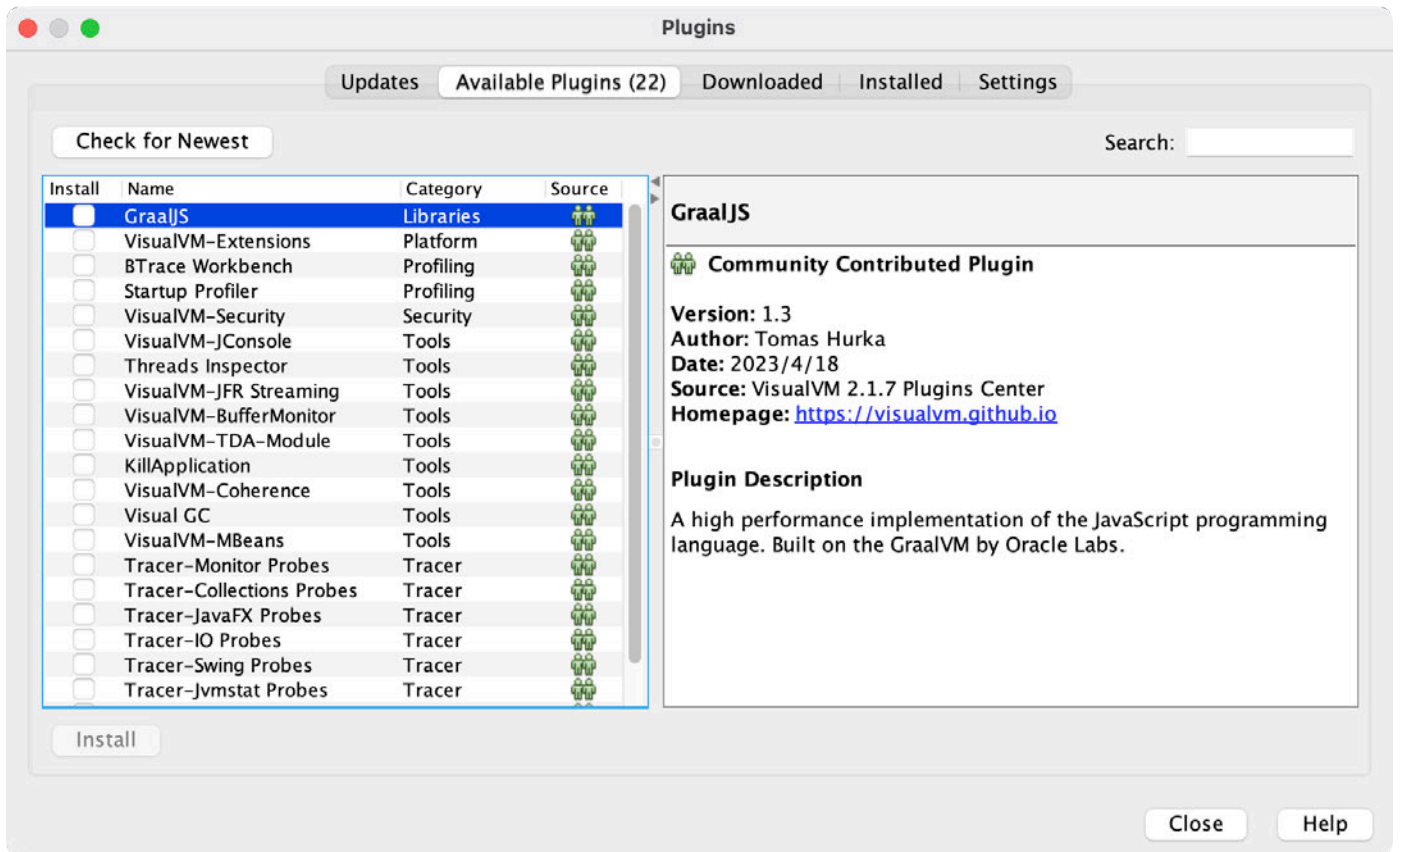 Plugins
Updates Available Plugins (22) Downloaded Installed Settings
Check for Newest Search:
Install Name Category Source
GraalJS Libraries
VisualVM-Extensions Platform
BTrace Workbench Profiling
Startup Profiler Profiling
VisualVM-Security Security
VisualVM-JConsole Tools
Threads Inspector Tools
VisualVM-JFR Streaming Tools
VisualVM-BufferMonitor Tools
VisualVM-TDA-Module Tools
KillApplication Tools
VisualVM-Coherence Tools
Visual GC Tools
VisualVM-MBeans Tools
Tracer-Monitor Probes Tracer
Tracer-Collections Probes Tracer
Tracer-JavaFX Probes Tracer
Tracer-IO Probes Tracer
Tracer-Swing Probes Tracer
Tracer-Jvmstat Probes Tracer
GraalJS
Community Contributed Plugin
Version: 1.3
Author: Tomas Hurka
Date: 2023/4/18
Source: VisualVM 2.1.7 Plugins Center
Homepage: https://visualvm.github.io
Plugin Description
A high performance implementation of the JavaScript programming
language. Built on the GraalVM by Oracle Labs.
Install
Close Help